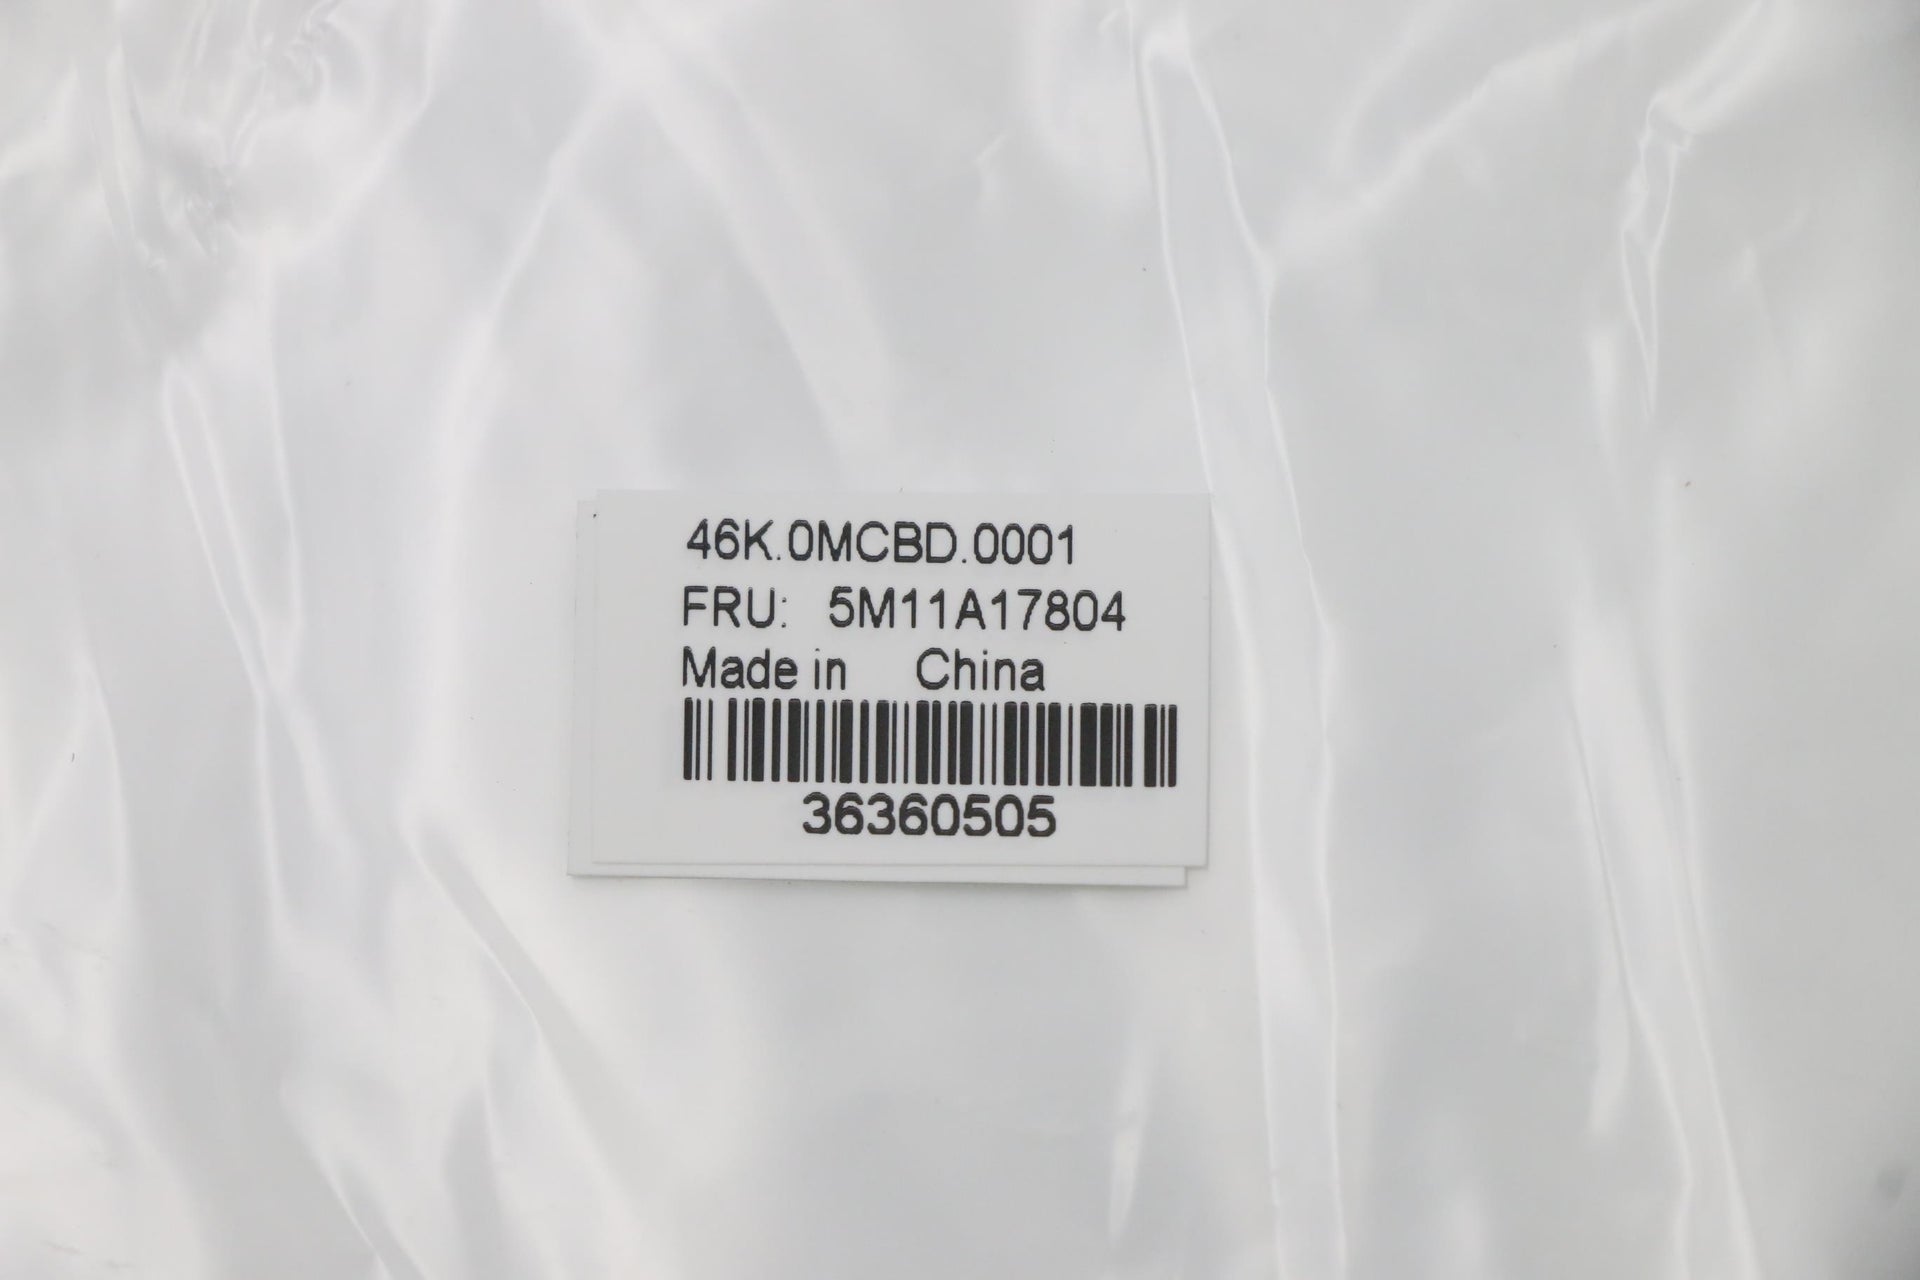 46K.0MCBD.0001
FRU: 5M11A17804
Made in China
36360505